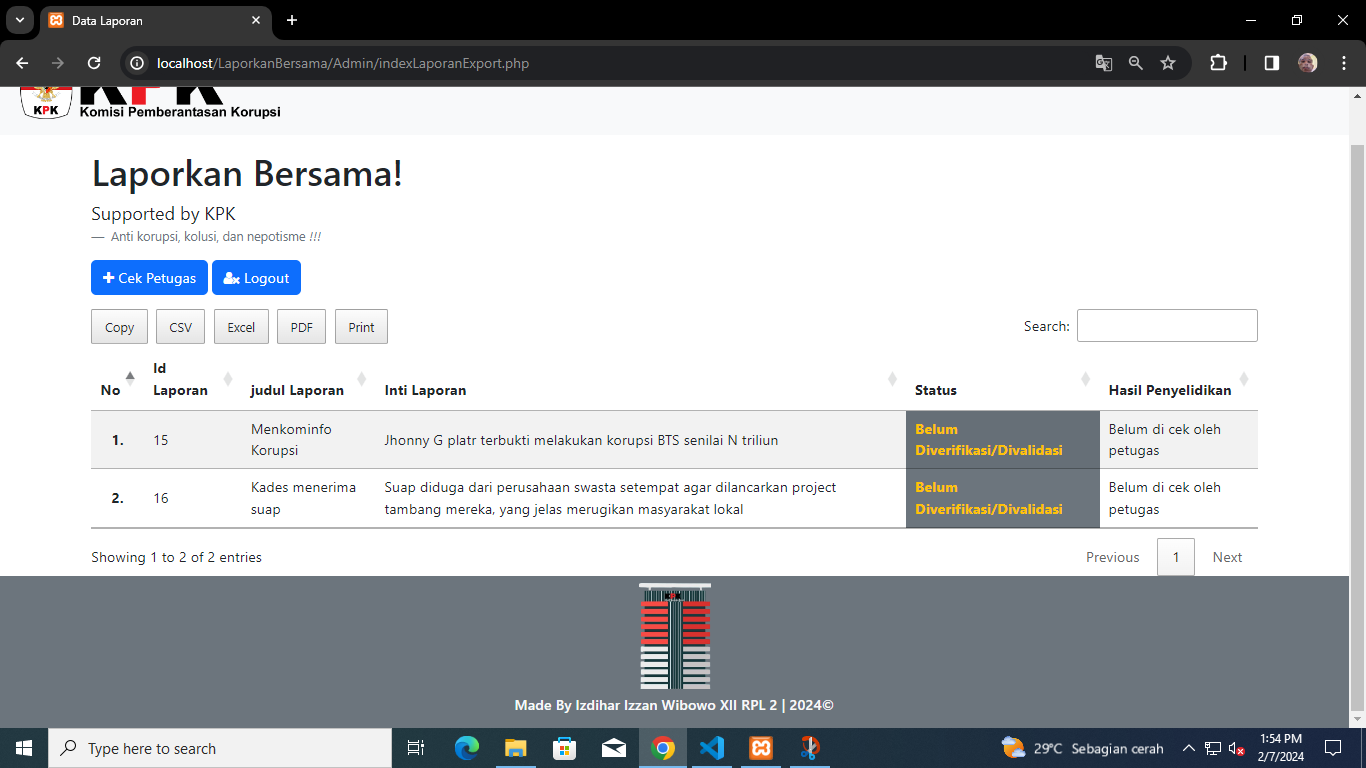 Data Laporan
localhost/LaporkanBersama/Admin/indexLaporanExport.php
KPK
KPK
Komisi Pemberantasan Korupsi
Laporkan Bersama!
Supported by KPK
— Anti korupsi, kolusi, dan nepotisme !!!
Cek Petugas Logout
Copy CSV Excel PDF Print Search:
No Id Laporan judul Laporan Inti Laporan Status Hasil Penyelidikan
1. 15 Menkominfo Korupsi Jhonny G platr terbukti melakukan korupsi BTS senilai N triliun Belum Diverifikasi/Divalidasi Belum di cek oleh petugas
2. 16 Kades menerima suap Suap diduga dari perusahaan swasta setempat agar dilancarkan project tambang mereka, yang jelas merugikan masyarakat lokal Belum Diverifikasi/Divalidasi Belum di cek oleh petugas
Showing 1 to 2 of 2 entries Previous 1 Next
Made By Izdihar Izzan Wibowo XII RPL 2 | 2024©
Type here to search
29°C Sebagian cerah
1:54 PM
2/7/2024